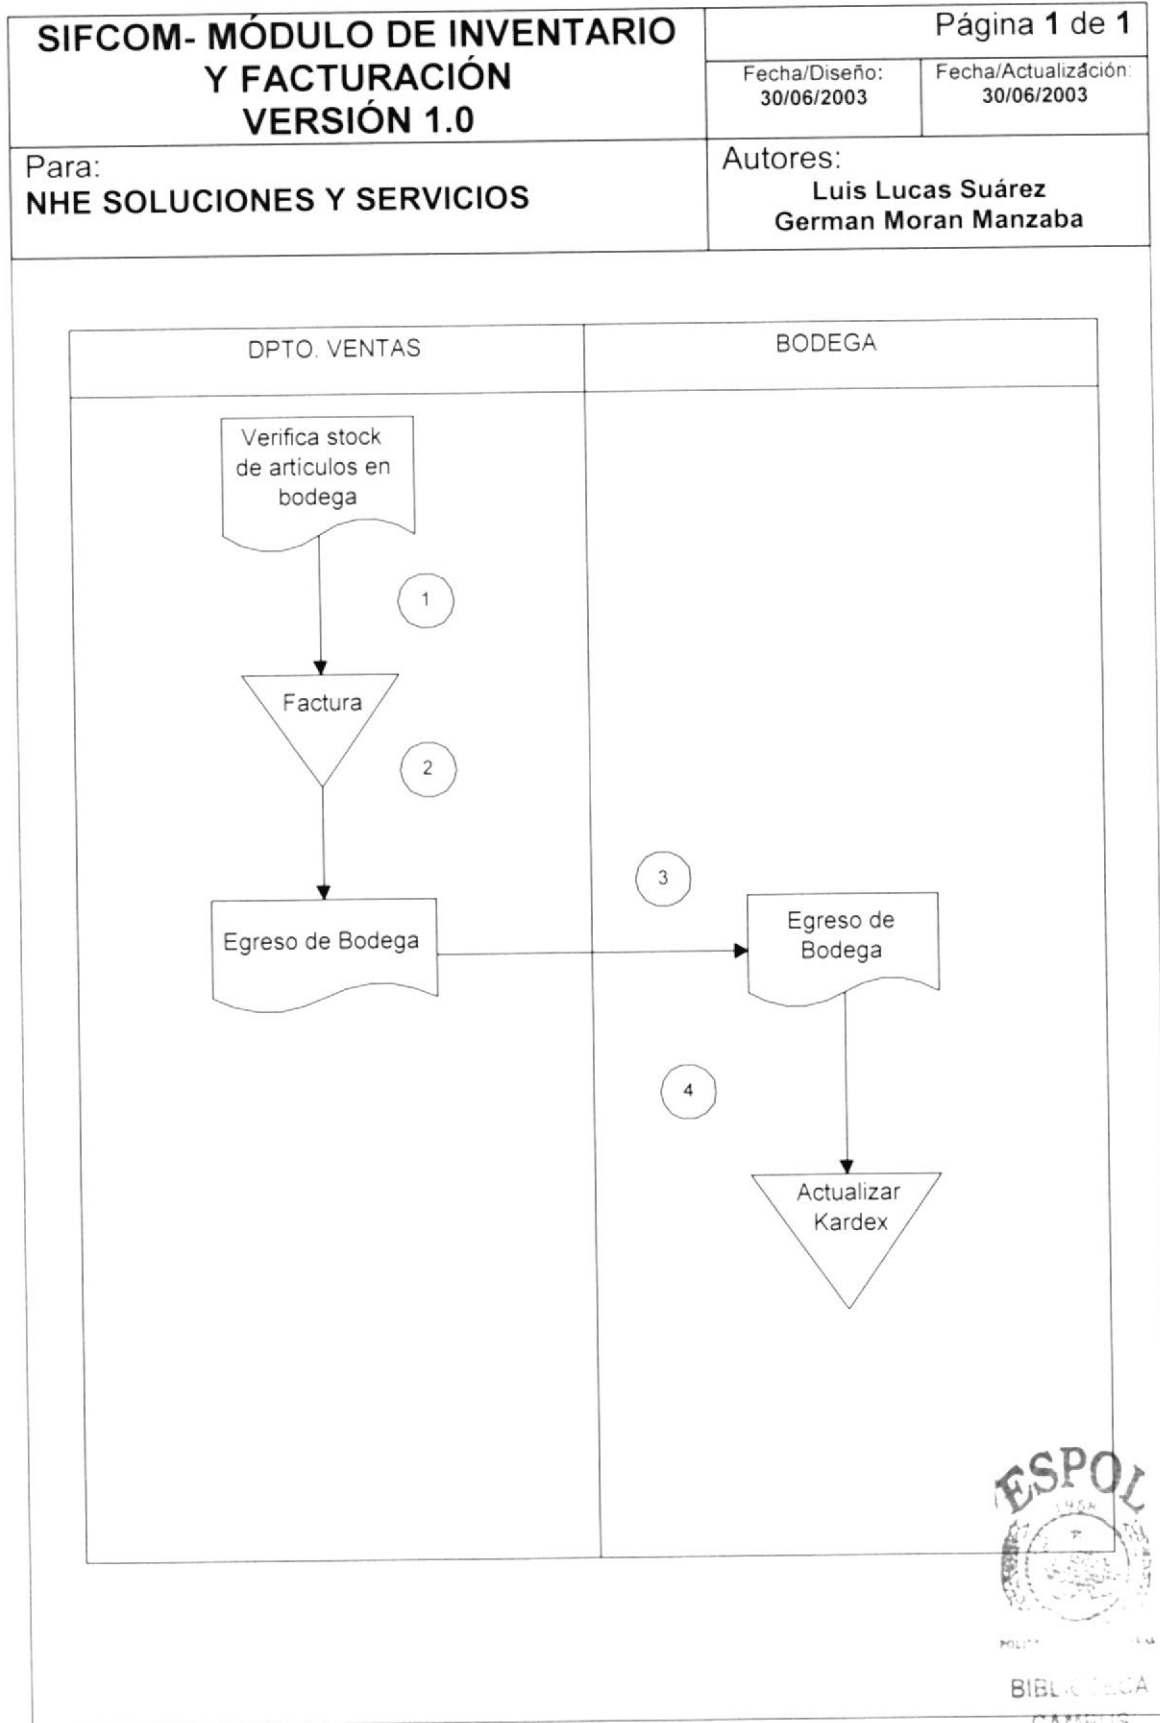 SIFCOM- MÓDULO DE INVENTARIO
Y FACTURACIÓN
VERSIÓN 1.0
Página 1 de 1
Fecha/Diseño:
30/06/2003
Fecha/Actualización:
30/06/2003
Para:
NHE SOLUCIONES Y SERVICIOS
Autores:
Luis Lucas Suárez
German Moran Manzaba
DPTO. VENTAS
BODEGA
Verifica stock
de articulos en
bodega
1
Factura
2
Egreso de Bodega
3
Egreso de
Bodega
4
Actualizar
Kardex
ESPOL
1958